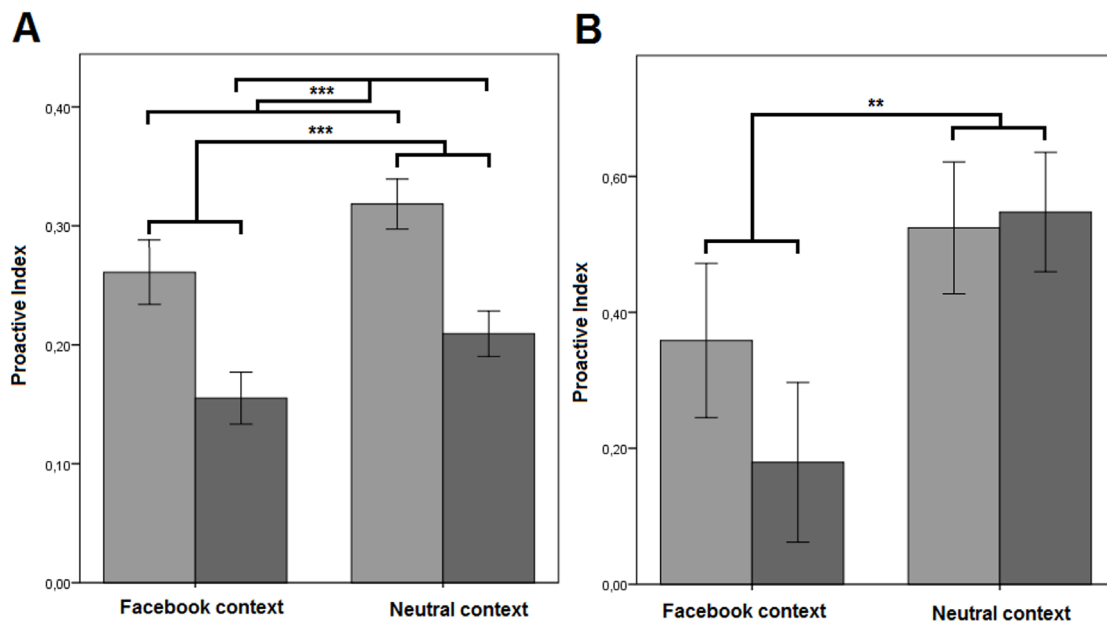 A
Proactive Index
0,40
0,30
0,20
0,10
0,00
***
***
Facebook context
Neutral context
B
Proactive Index
0,60
0,40
0,20
0,00
**
Facebook context
Neutral context